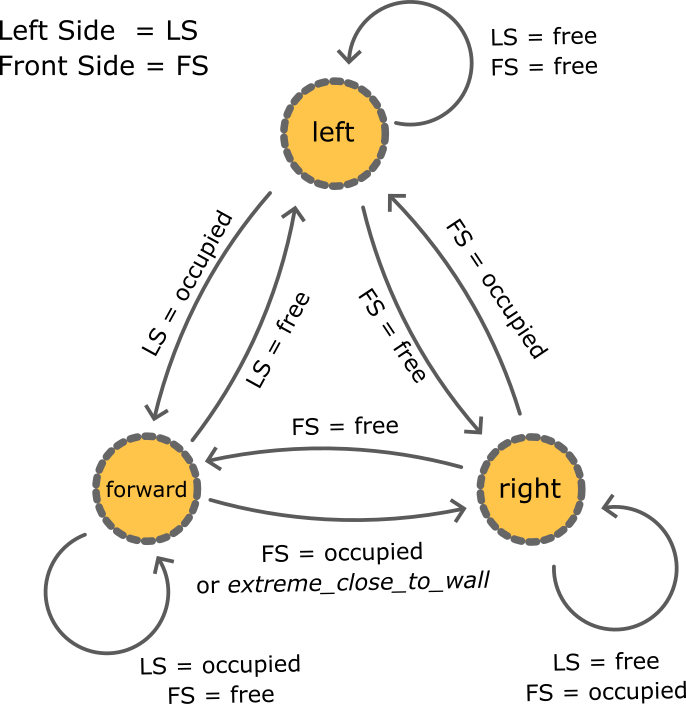 Left Side = LS
Front Side = FS
LS = free
FS = free
left
LS = occupied
LS = free
FS = free
FS = occupied
FS = free
forward
right
FS = occupied
or extreme_close_to_wall
LS = occupied
FS = free
LS = free
FS = occupied